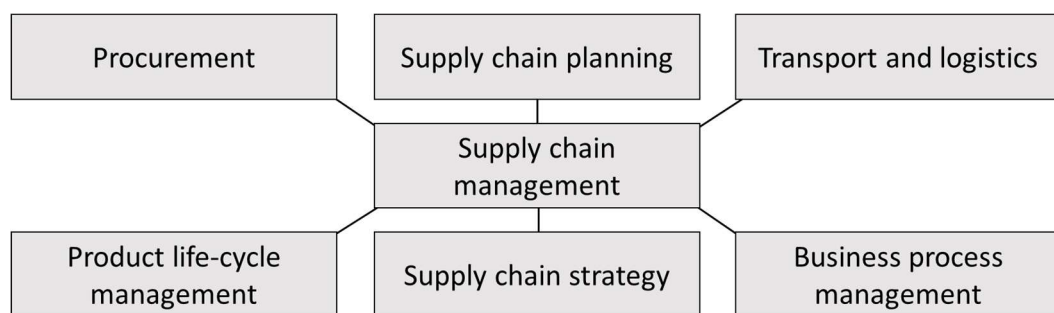 Procurement
Supply chain planning
Transport and logistics
Supply chain
management
Product life-cycle
management
Supply chain strategy
Business process
management